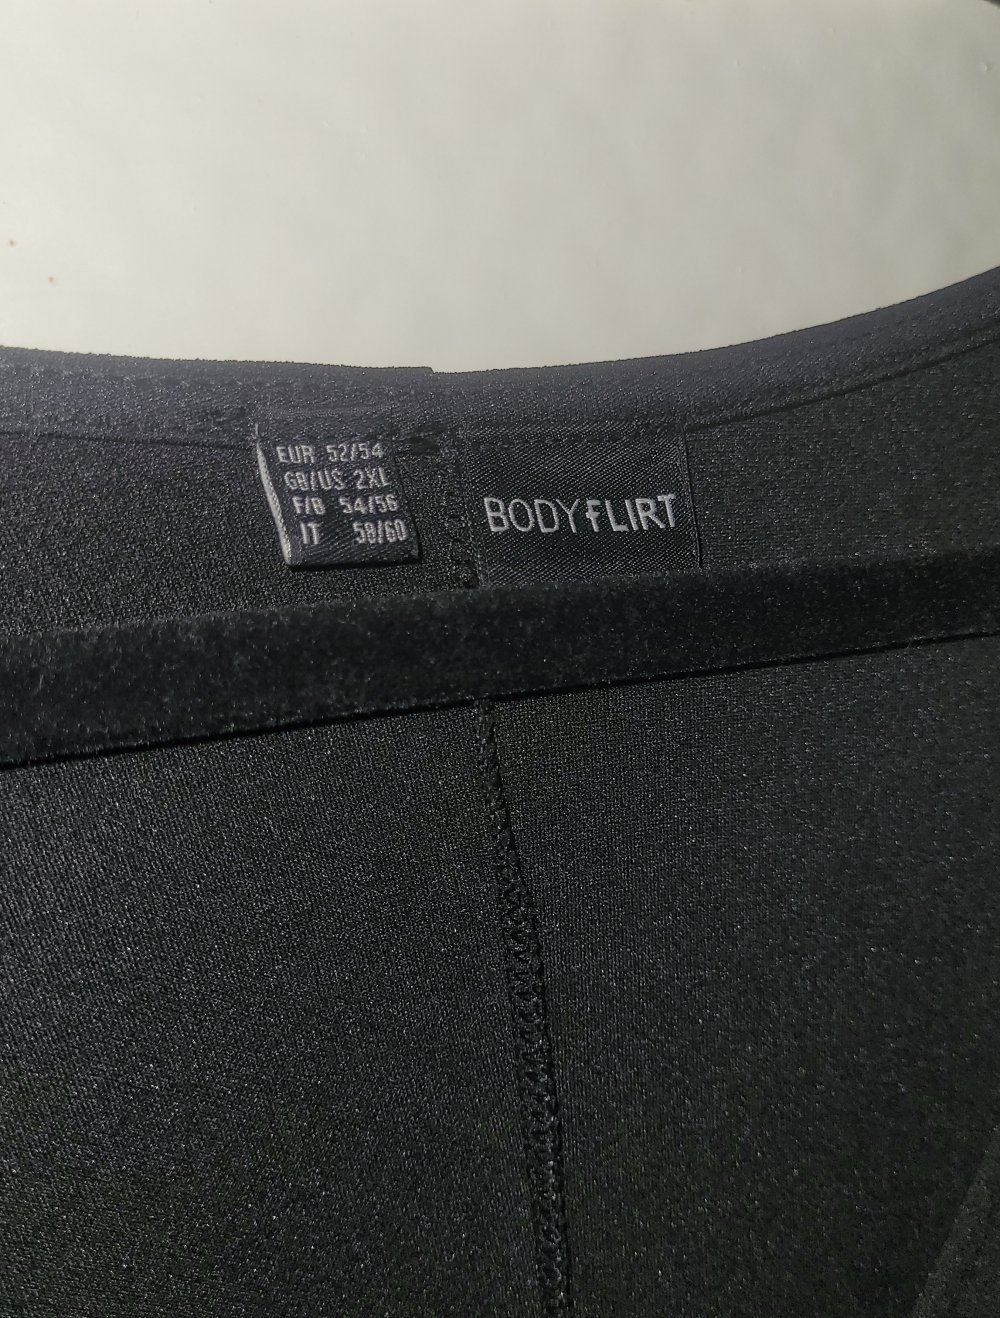 EUR 52/54
GB/US 2XL
F/B 54/56
IT 58/60
BODYFLIRT